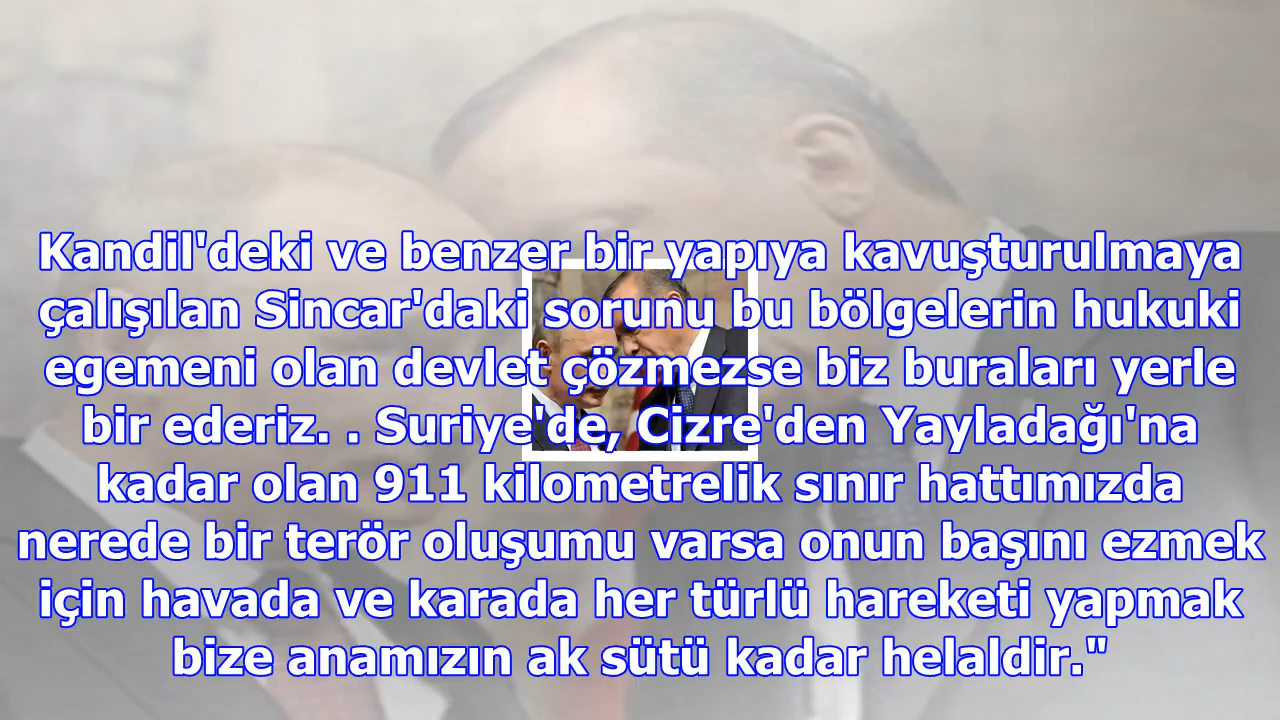 Kandil'deki ve benzer bir yapıya kavuşturulmaya
çalışılan Sincar'daki sorunu bu bölgelerin hukuki
egemeni olan devlet çözmezse biz buraları yerle
bir ederiz. . Suriye'de, Cizre'den Yayladağı'na
kadar olan 911 kilometrelik sınır hattımızda
nerede bir terör oluşumu varsa onun başını ezmek
için havada ve karada her türlü hareketi yapmak
bize anamızın ak sütü kadar helaldir."